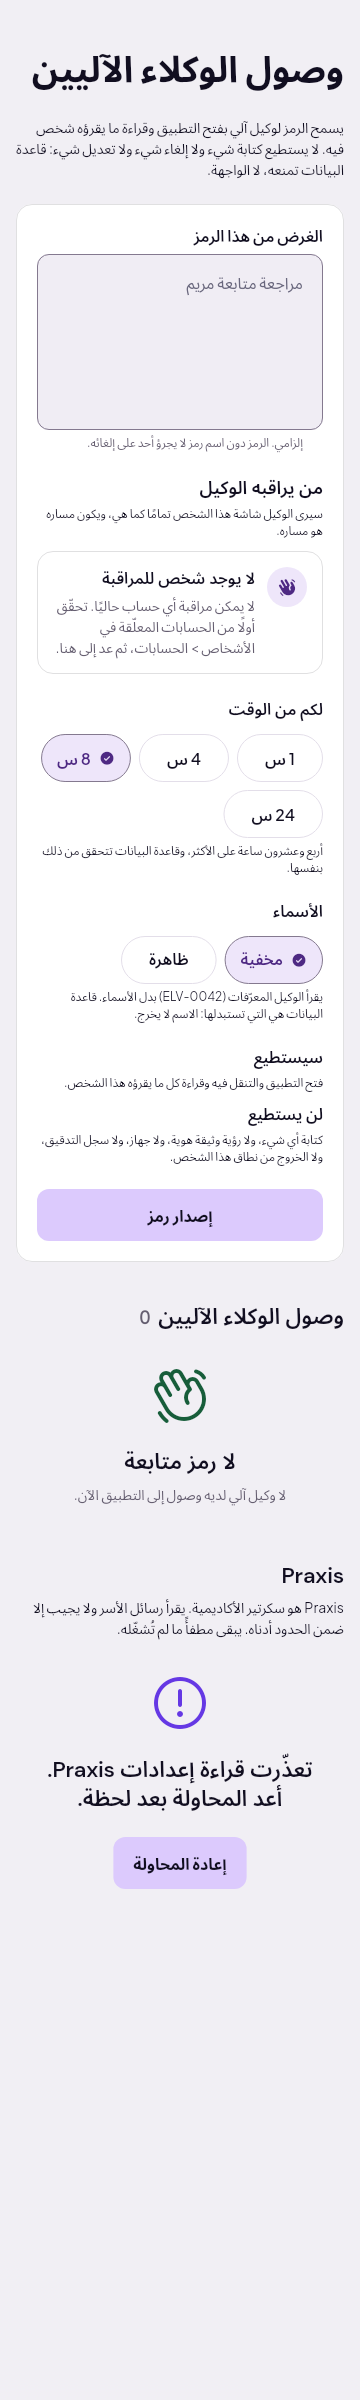 وصول الوكلاء الآليين
يسمح الرمز لوكيل آلي بفتح التطبيق وقراءة ما يقرؤه شخص
فيه. لا يستطيع كتابة شيء ولا إلغاء شيء ولا تعديل شيء: قاعدة
البيانات تمنعه، لا الواجهة.
الغرض من هذا الرمز
مراجعة متابعة مريم
إلزامي. الرمز دون اسم رمز لا يجرؤ أحد على إلغائه.
من يراقبه الوكيل
سيرى الوكيل شاشة هذا الشخص تمامًا كما هي، ويكون مساره
هو مساره.
لا يوجد شخص للمراقبة
لا يمكن مراقبة أي حساب حاليًا. تحقّق
أولًا من الحسابات المعلّقة في
الأشخاص > الحسابات، ثم عد إلى هنا.
لكم من الوقت
1 س
4 س
8 س
24 س
أربع وعشرون ساعة على الأكثر، وقاعدة البيانات تتحقق من ذلك
بنفسها.
الأسماء
مخفية
ظاهرة
يقرأ الوكيل المعرّفات (ELV-0042) بدل الأسماء. قاعدة
البيانات هي التي تستبدلها: الاسم لا يخرج.
سيستطيع
فتح التطبيق والتنقل فيه وقراءة كل ما يقرؤه هذا الشخص.
لن يستطيع
كتابة أي شيء، ولا رؤية وثيقة هوية، ولا جهاز، ولا سجل التدقيق،
ولا الخروج من نطاق هذا الشخص.
إصدار رمز
وصول الوكلاء الآليين 0
لا رمز متابعة
لا وكيل آلي لديه وصول إلى التطبيق الآن.
Praxis
Praxis هو سكرتير الأكاديمية. يقرأ رسائل الأسر ولا يجيب إلا
ضمن الحدود أدناه. يبقى مطفأً ما لم تُشغّله.
تعذّرت قراءة إعدادات Praxis.
أعد المحاولة بعد لحظة.
إعادة المحاولة